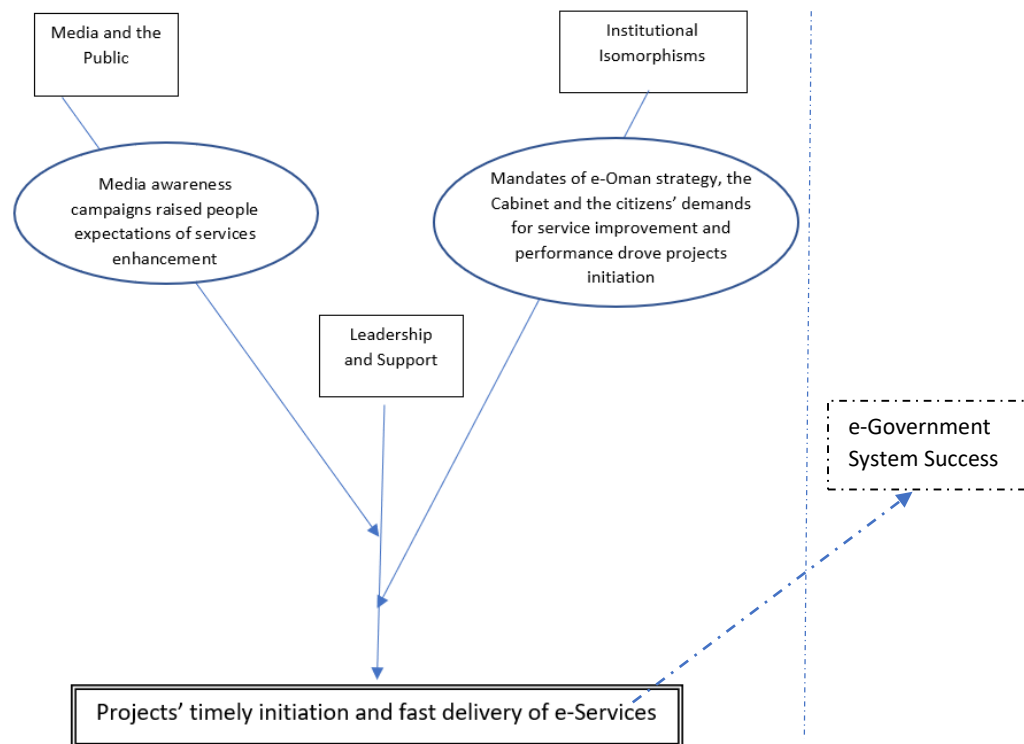 Media and the
Public
Institutional
Isomorphisms
Media awareness
campaigns raised people
expectations of services
enhancement
Mandates of e-Oman strategy, the
Cabinet and the citizens’ demands
for service improvement and
performance drove projects
initiation
Leadership
and Support
e-Government
System Success
Projects’ timely initiation and fast delivery of e-Services